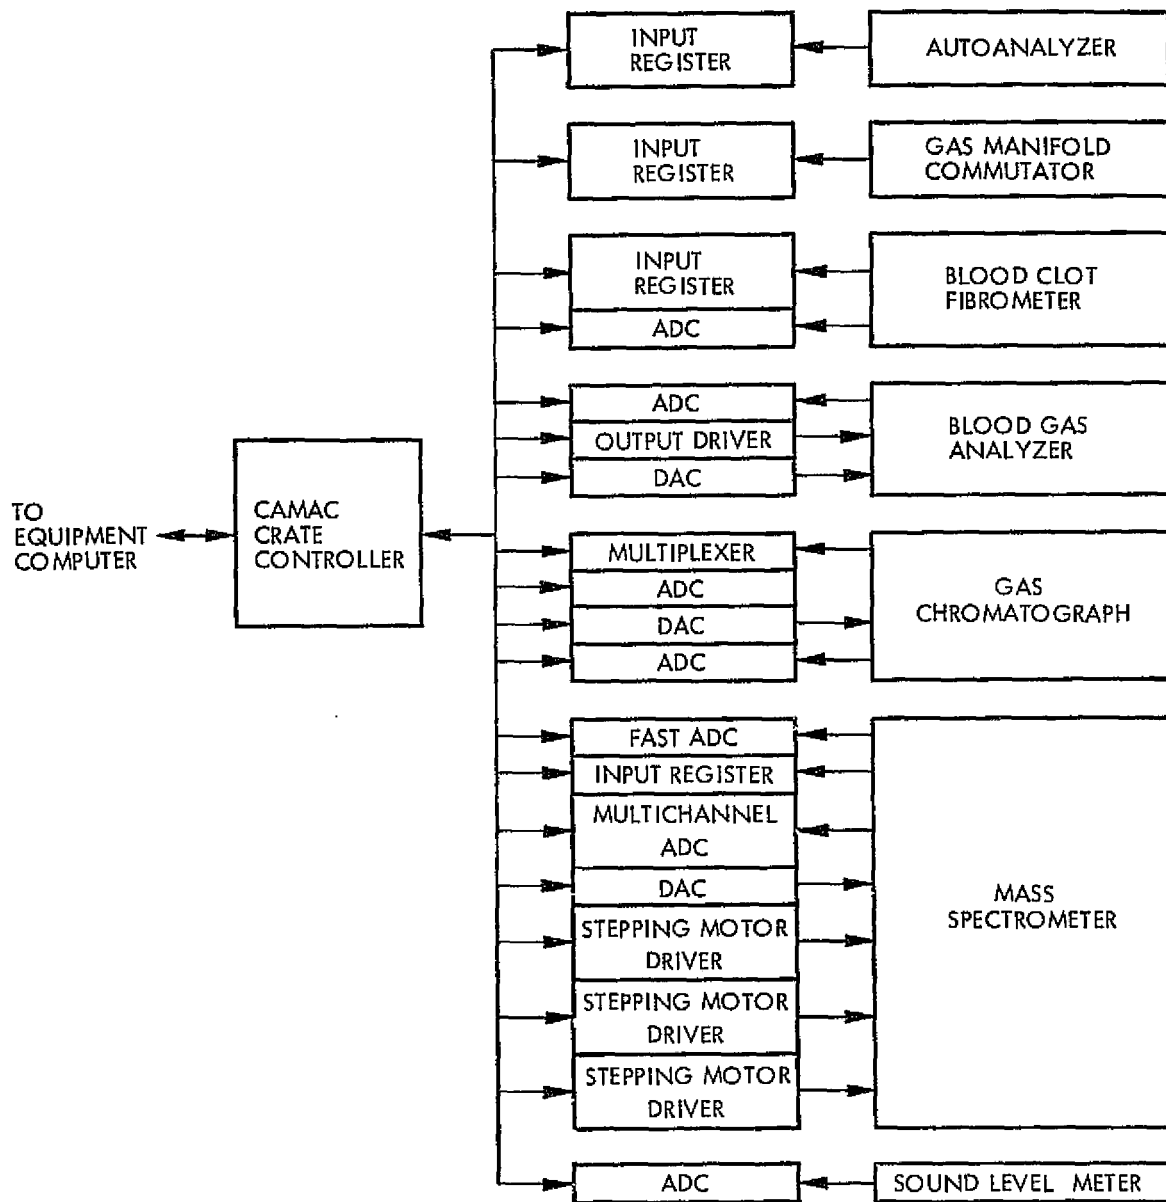 INPUT
REGISTER
AUTOANALYZER
INPUT
REGISTER
GAS MANIFOLD
COMMUTATOR
INPUT
REGISTER
ADC
BLOOD CLOT
FIBROMETER
ADC
OUTPUT DRIVER
DAC
BLOOD GAS
ANALYZER
TO
EQUIPMENT
COMPUTER
CAMAC
CRATE
CONTROLLER
MULTIPLEXER
ADC
DAC
ADC
GAS
CHROMATOGRAPH
FAST ADC
INPUT REGISTER
MULTICHANNEL
ADC
DAC
STEPPING MOTOR
DRIVER
STEPPING MOTOR
DRIVER
STEPPING MOTOR
DRIVER
MASS
SPECTROMETER
ADC
SOUND LEVEL METER